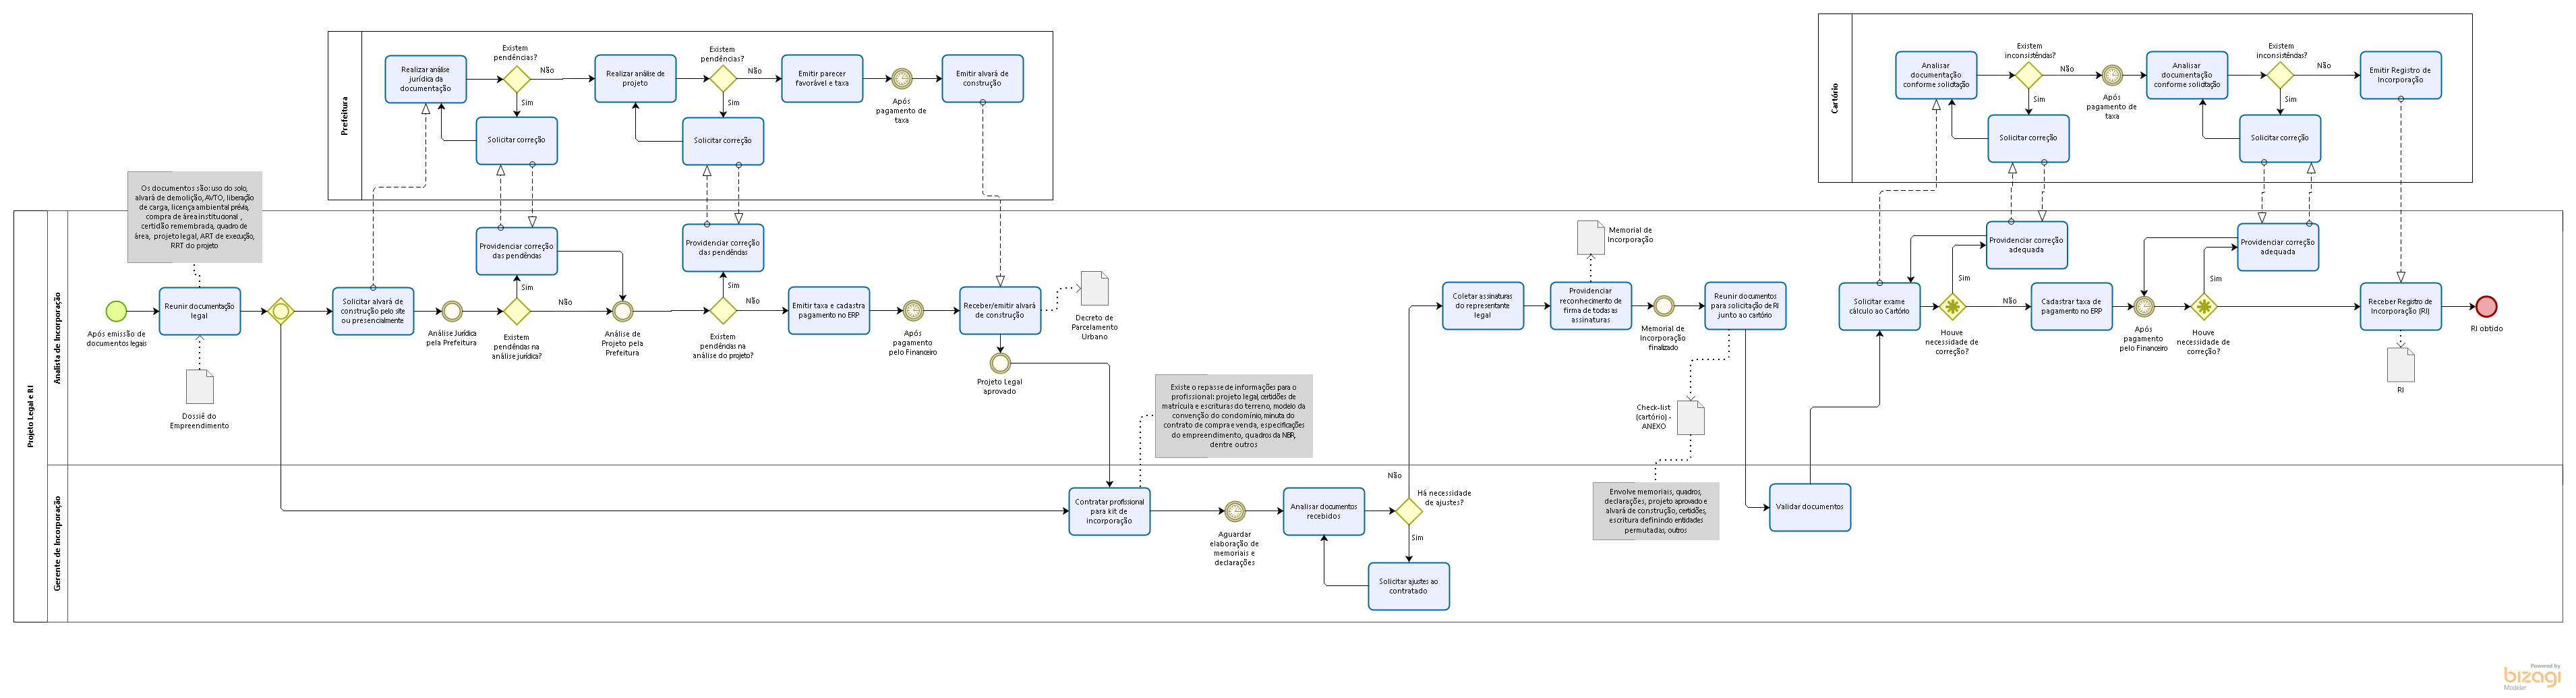 Prefeitura
Realizar análise
jurídica da
documentação
Existem
pendências?
Não
Sim
Solicitar correção
Realizar análise de
projeto
Existem
pendências?
Não
Sim
Solicitar correção
Emitir parecer
favorável e taxa
Após
pagamento de
taxa
Emitir alvará de
construção
Cartório
Analisar
documentação
conforme solicitação
Existem
inconsistências?
Não
Sim
Solicitar correção
Após
pagamento de
taxa
Analisar
documentação
conforme solicitação
Existem
inconsistências?
Não
Sim
Solicitar correção
Emitir Registro de
Incorporação
Projeto Legal e RI
Analista de Incorporação
Os documentos são: uso do solo,
alvará de demolição, AVTO, liberação
de carga, licença ambiental prévia,
compra de área institucional ,
certidão remembrada, quadro de
área, projeto legal, ART de execução,
RRT do projeto
Após emissão de
documentos legais
Reunir documentação
legal
Dossiê do
Empreendimento
Solicitar alvará de
construção pelo site
ou presencialmente
Análise Jurídica
pela Prefeitura
Providenciar correção
das pendências
Sim
Não
Existem
pendências na
análise jurídica?
Análise de
Projeto pela
Prefeitura
Providenciar correção
das pendências
Sim
Não
Existem
pendências na
análise do projeto?
Emitir taxa e cadastra
pagamento no ERP
Após
pagamento
pelo Financeiro
Receber/emitir alvará
de construção
Decreto de
Parcelamento
Urbano
Projeto Legal
aprovado
Existe o repasse de informações para o
profissional: projeto legal, certidões de
matrícula e escrituras do terreno, modelo da
convenção do condomínio, minuta do
contrato de compra e venda, especificações
do empreendimento, quadros da NBR,
dentre outros
Coletar assinaturas
do representante
legal
Memorial de
Incorporação
Providenciar
reconhecimento de
firma de todas as
assinaturas
Memorial de
Incorporação
finalizado
Reunir documentos
para solicitação de RI
junto ao cartório
Check-list
(cartório) -
ANEXO
Solicitar exame
cálculo ao Cartório
Providenciar correção
adequada
Sim
Não
Houve
necessidade de
correção?
Cadastrar taxa de
pagamento no ERP
Após
pagamento
pelo Financeiro
Providenciar correção
adequada
Sim
Houve
necessidade de
correção?
Receber Registro de
Incorporação (RI)
RI
RI obtido
Gerente de Incorporação
Contratar profissional
para kit de
incorporação
Aguardar
elaboração de
memoriais e
declarações
Analisar documentos
recebidos
Não
Há necessidade
de ajustes?
Sim
Solicitar ajustes ao
contratado
Envolve memoriais, quadros,
declarações, projeto aprovado e
alvará de construção, certidões,
escritura definindo entidades
permutadas, outros
Validar documentos
Powered by
bizagi
Modeler